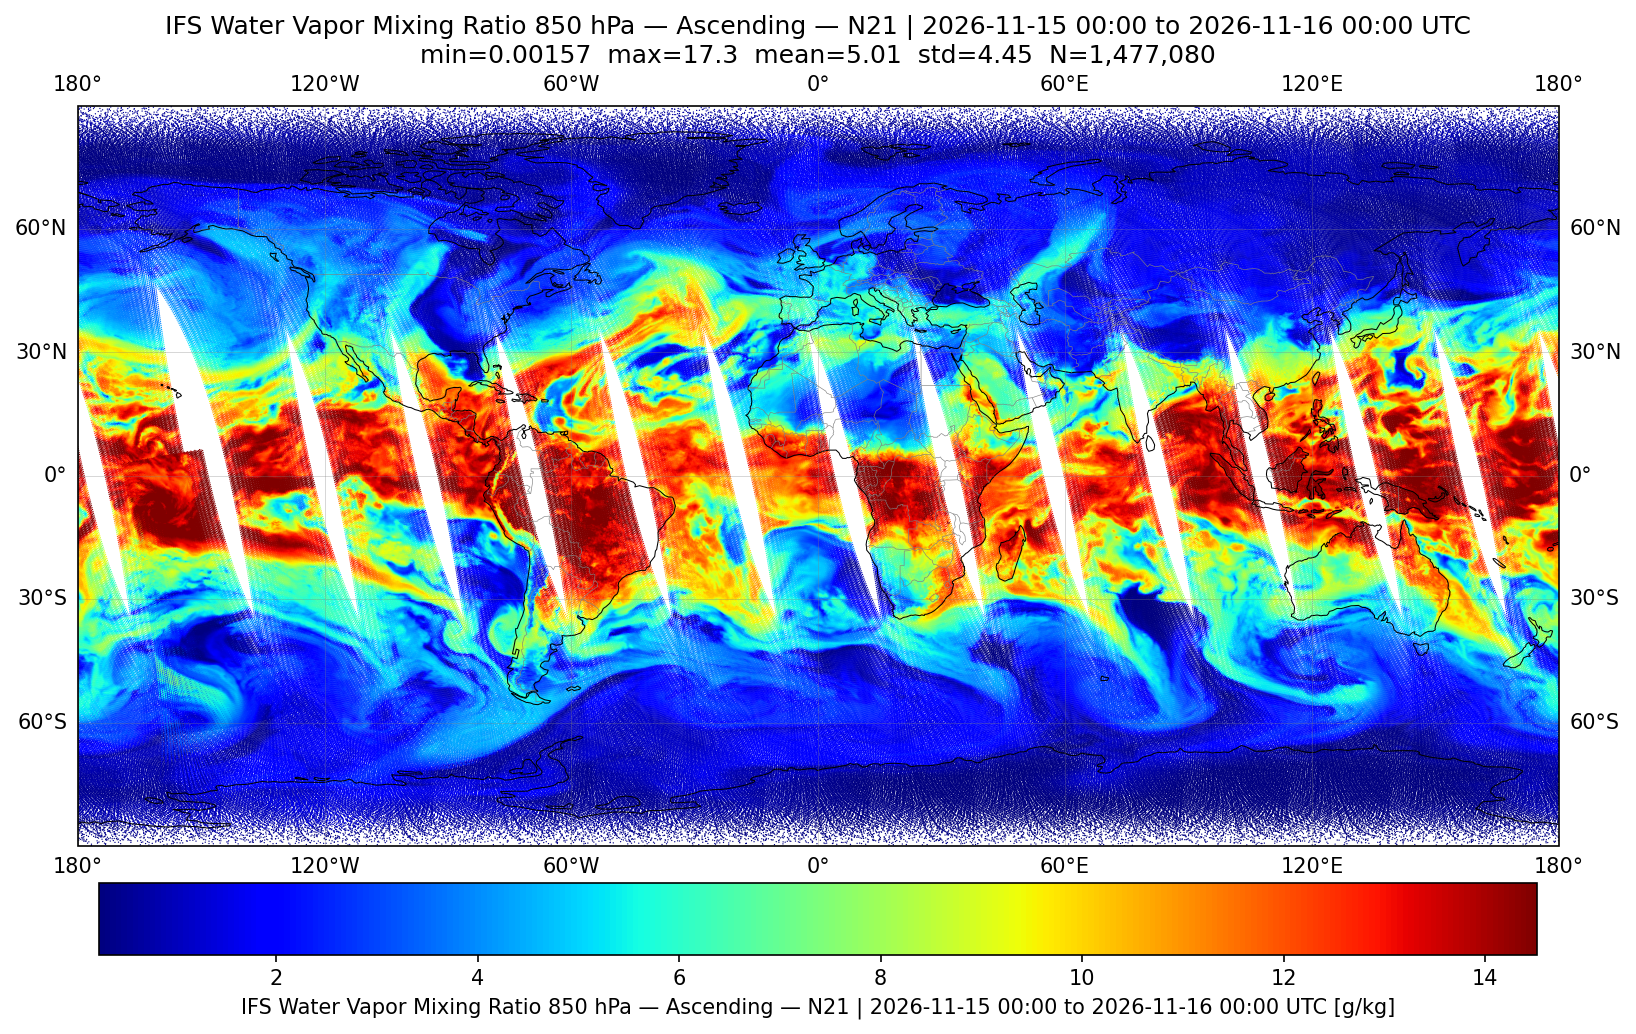 IFS Water Vapor Mixing Ratio 850 hPa — Ascending — N21 | 2026-11-15 00:00 to 2026-11-16 00:00 UTC
min=0.00157 max=17.3 mean=5.01 std=4.45 N=1,477,080
180° 120°W 60°W 0° 60°E 120°E 180°
60°N 60°N
30°N 30°N
0° 0°
30°S 30°S
60°S 60°S
180° 120°W 60°W 0° 60°E 120°E 180°
2 4 6 8 10 12 14
IFS Water Vapor Mixing Ratio 850 hPa — Ascending — N21 | 2026-11-15 00:00 to 2026-11-16 00:00 UTC [g/kg]